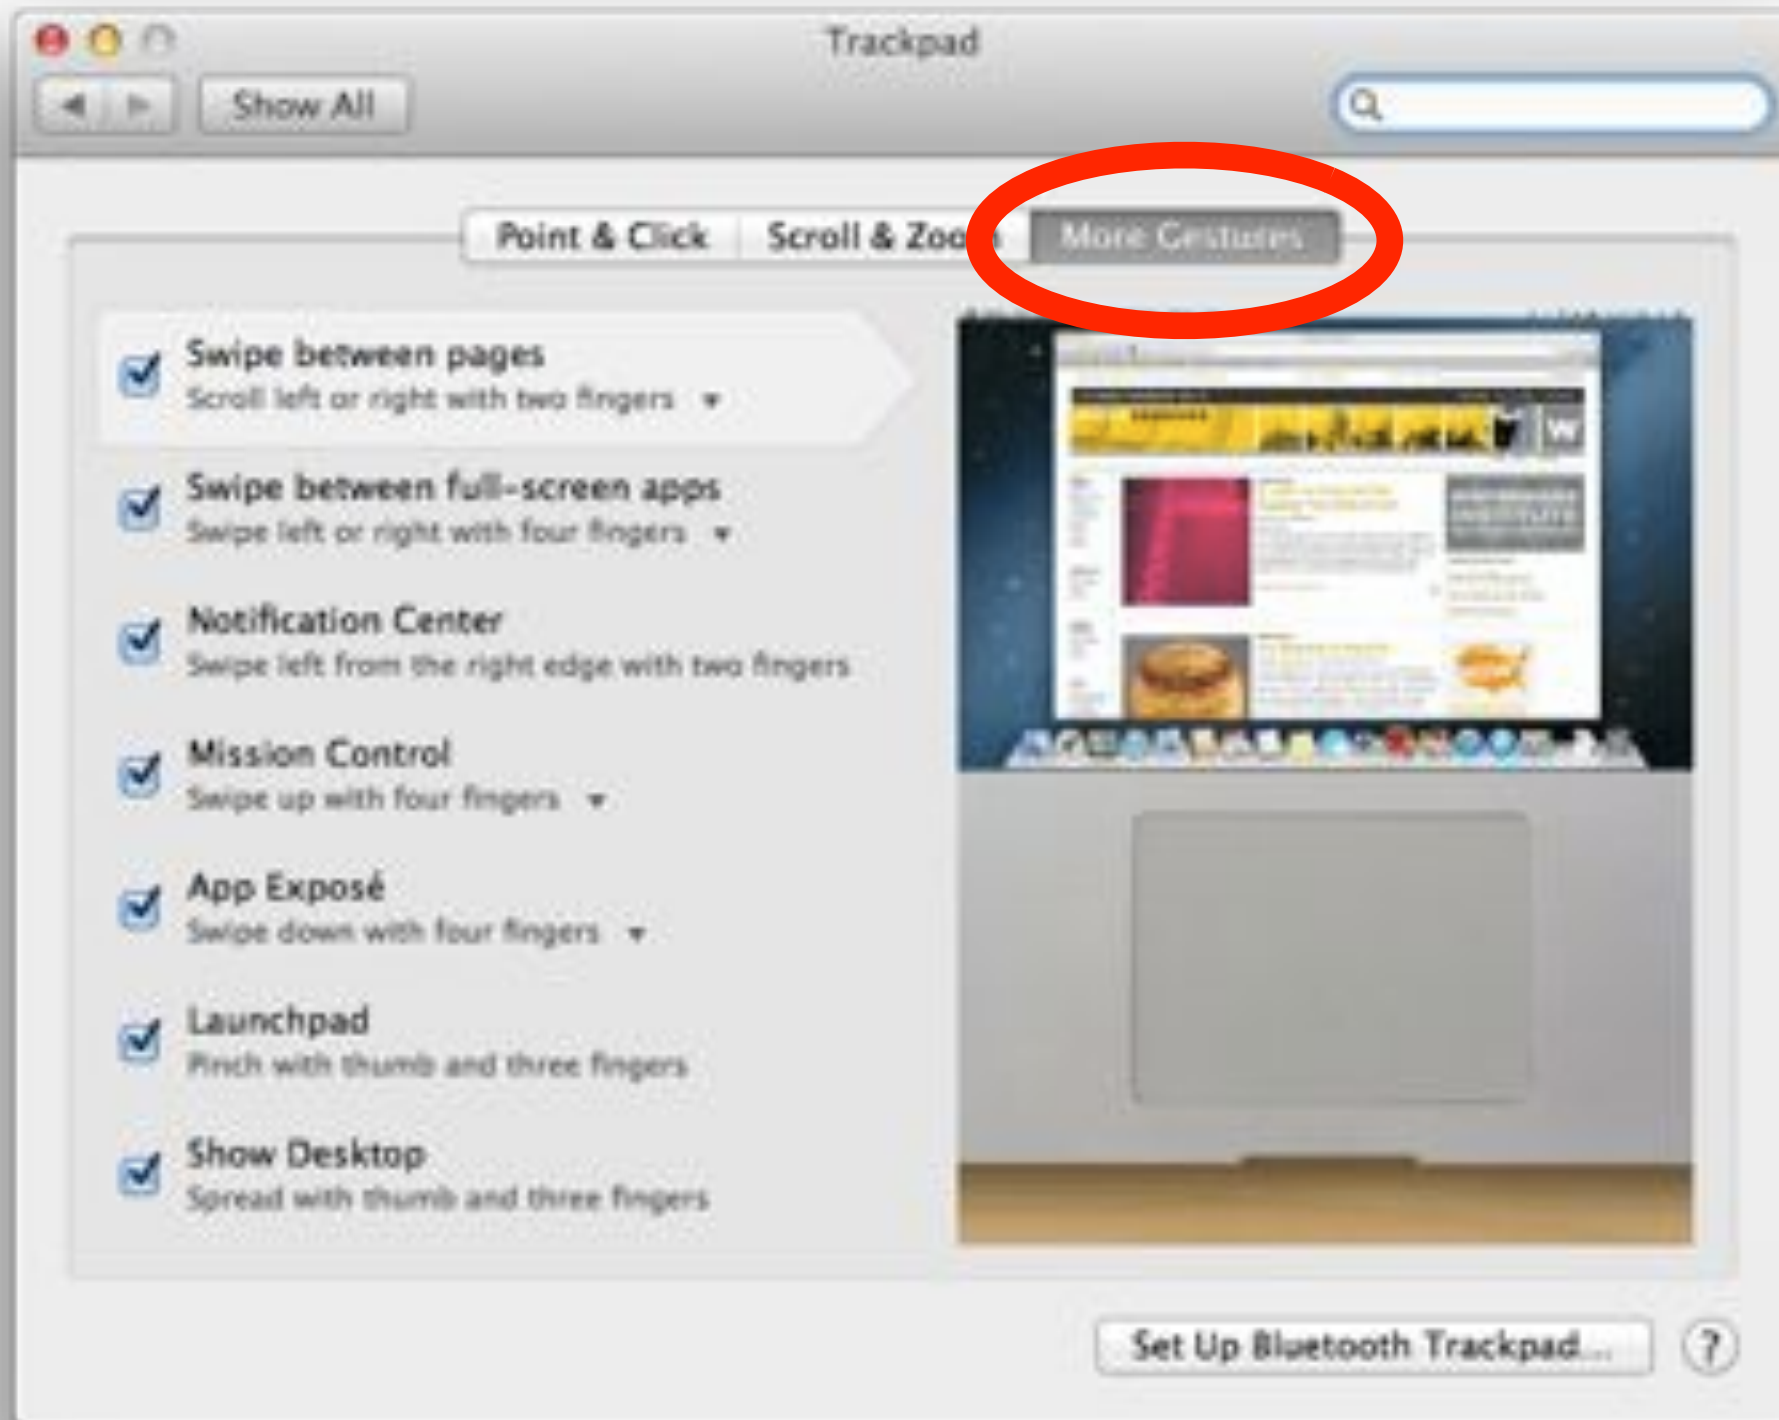 Trackpad
Show All
Point & Click
Scroll & Zoom
More Gestures
Swipe between pages
Scroll left or right with two fingers
Swipe between full-screen apps
Swipe left or right with four fingers
Notification Center
Swipe left from the right edge with two fingers
Mission Control
Swipe up with four fingers
App Exposé
Swipe down with four fingers
Launchpad
Pinch with thumb and three fingers
Show Desktop
Spread with thumb and three fingers
Set Up Bluetooth Trackpad...
?